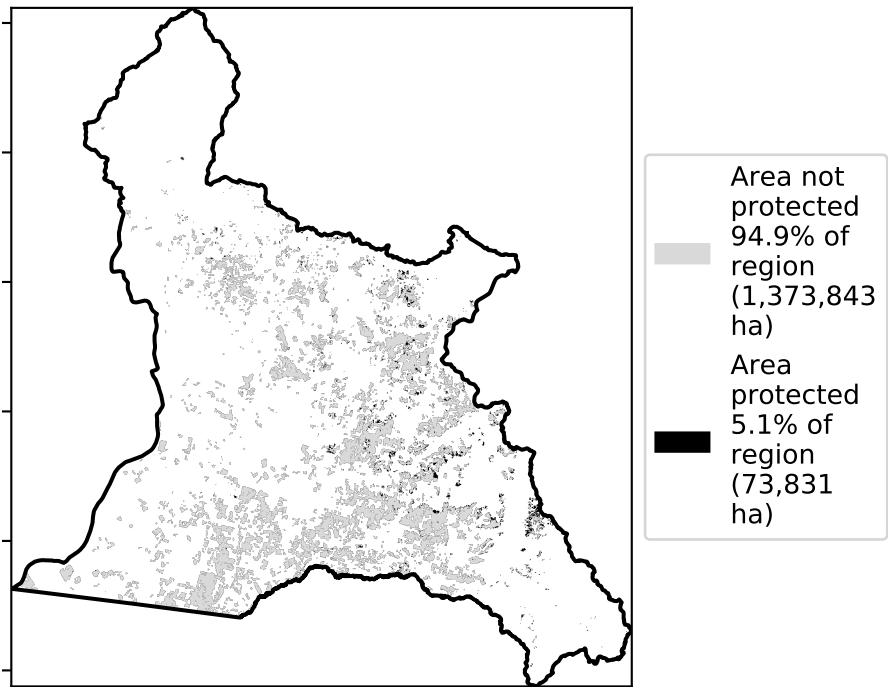 Area not
protected
94.9% of
region
(1,373,843
ha)
Area
protected
5.1% of
region
(73,831
ha)